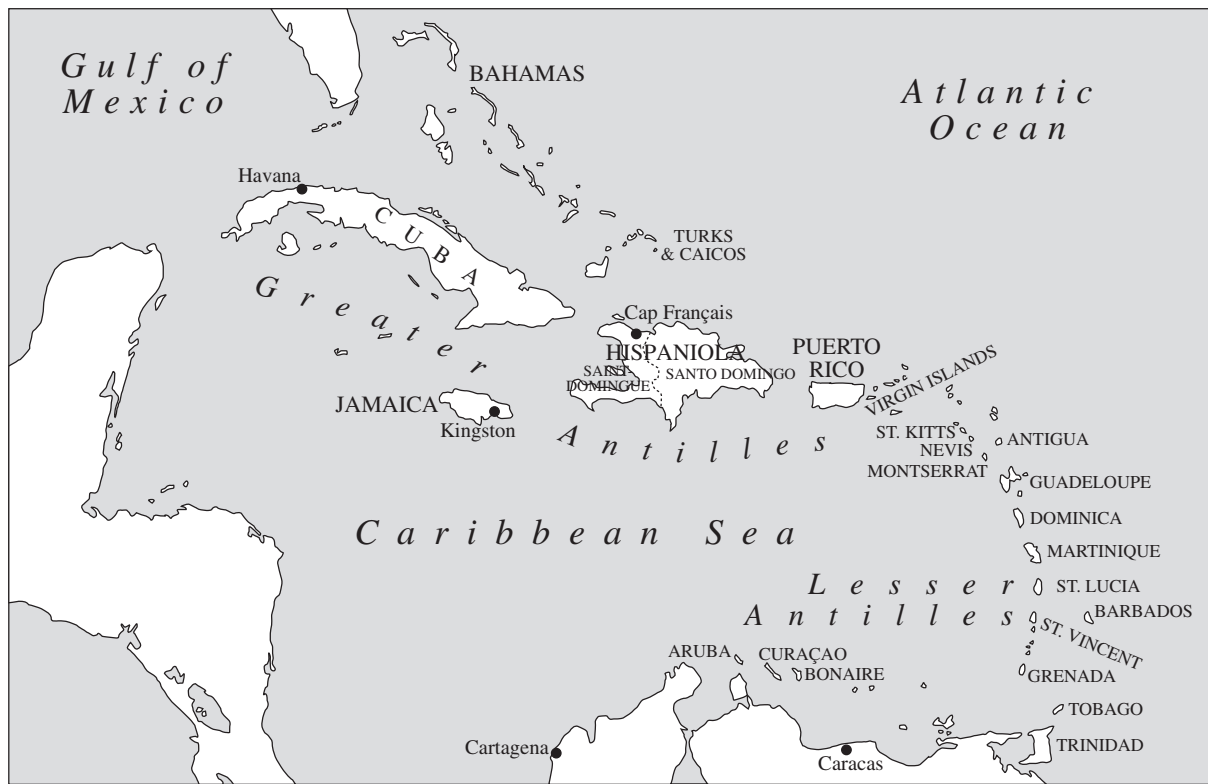 Gulf of
Mexico
BAHAMAS
Atlantic
Ocean
Havana
CUBA
TURKS
& CAICOS
Greater
Cap Français
HISPANIOLA
SAINT-
DOMINGUE
SANTO DOMINGO
PUERTO
RICO
VIRGIN ISLANDS
JAMAICA
Kingston
Antilles
ST. KITTS
NEVIS
MONTSERRAT
ANTIGUA
GUADELOUPE
DOMINICA
Caribbean Sea
MARTINIQUE
Lesser
Antilles
ST. LUCIA
BARBADOS
ST. VINCENT
ARUBA
CURAÇAO
BONAIRE
GRENADA
TOBAGO
Cartagena
Caracas
TRINIDAD